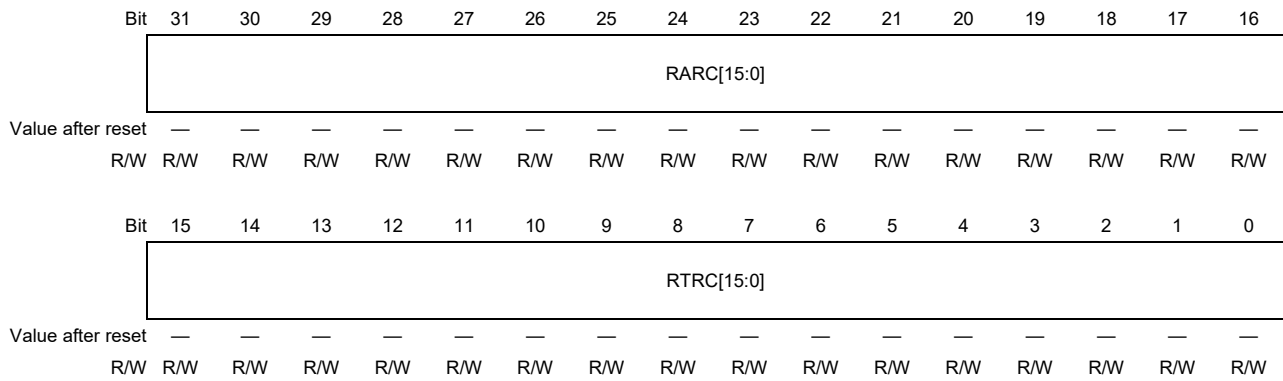 Bit 31 30 29 28 27 26 25 24 23 22 21 20 19 18 17 16
RARC[15:0]
Value after reset — — — — — — — — — — — — — — — —
R/W R/W R/W R/W R/W R/W R/W R/W R/W R/W R/W R/W R/W R/W R/W R/W R/W
Bit 15 14 13 12 11 10 9 8 7 6 5 4 3 2 1 0
RTRC[15:0]
Value after reset — — — — — — — — — — — — — — — —
R/W R/W R/W R/W R/W R/W R/W R/W R/W R/W R/W R/W R/W R/W R/W R/W R/W